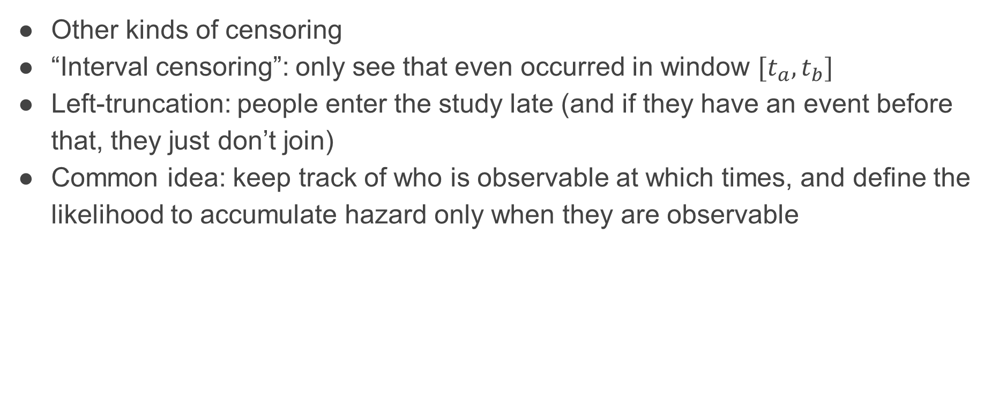 ● Other kinds of censoring
● “Interval censoring”: only see that even occurred in window [𝑡𝑎, 𝑡𝑏]
● Left-truncation: people enter the study late (and if they have an event before
that, they just don’t join)
● Common idea: keep track of who is observable at which times, and define the
likelihood to accumulate hazard only when they are observable